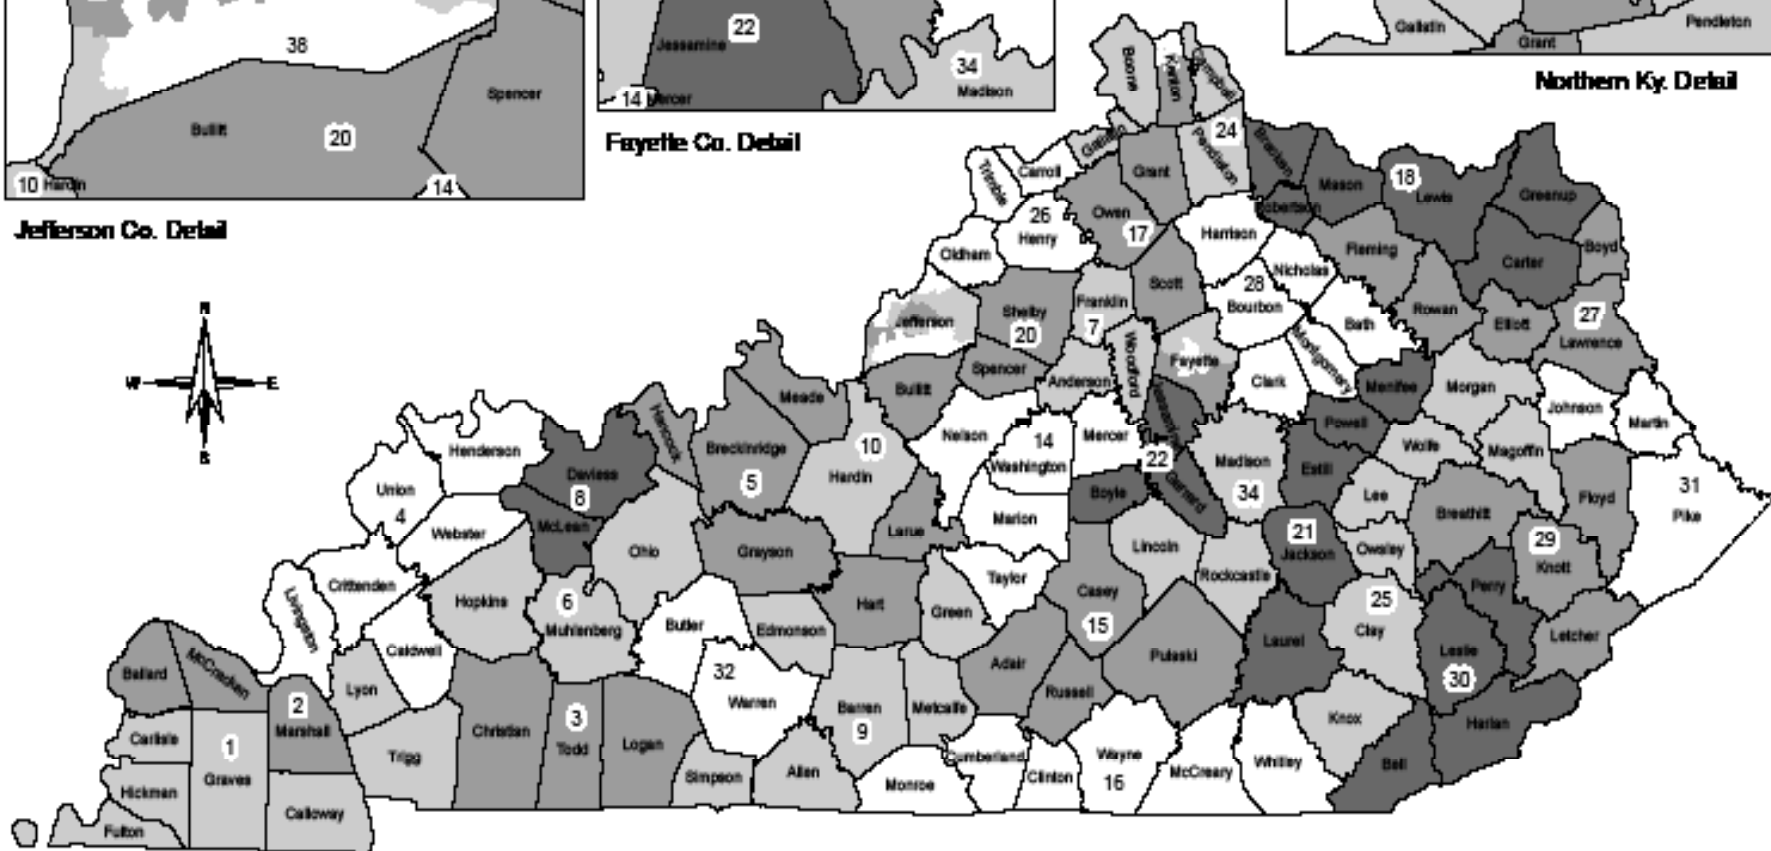 38
Bullitt
20
Spencer
10 Hardin
14
Jefferson Co. Detail
Jessamine
22
34
Madison
14 Mercer
Fayette Co. Detail
Gallatin
Grant
Pendleton
Northern Ky. Detail
N
W
E
S
Boone
Kenton
Campbell
Gallatin
Grant
24
Pendleton
Bracken
Mason
18
Lewis
Greenup
Trimble
Carroll
26
Henry
Owen
17
Robertson
Oldham
Harrison
Fleming
Carter
Boyd
Nicholas
Jefferson
Shelby
20
Franklin
7
Scott
28
Bourbon
Bath
Rowan
Elliott
27
Lawrence
Woodford
Fayette
Montgomery
Bullitt
Spencer
Anderson
Clark
Menifee
Morgan
Johnson
Martin
Hancock
Meade
Jessamine
Powell
Henderson
Daviess
8
Breckinridge
5
10
Hardin
Nelson
14
Washington
Mercer
22
Madison
34
Estill
Wolfe
Magoffin
Union
4
Boyle
Garrard
Lee
Floyd
31
Pike
Webster
McLean
Ohio
Grayson
Larue
Marion
Lincoln
21
Jackson
Owsley
Breathitt
29
Knott
Livingston
Crittenden
Hopkins
6
Muhlenberg
Butler
Edmonson
Hart
Green
Taylor
Casey
15
Rockcastle
Perry
25
Clay
Letcher
Ballard
McCracken
Caldwell
Lyon
32
Warren
Adair
Pulaski
Laurel
Leslie
30
Russell
2
Marshall
Christian
3
Todd
Logan
Barren
9
Metcalfe
Knox
Harlan
Carlisle
1
Graves
Trigg
Simpson
Allen
Monroe
Cumberland
Clinton
Wayne
16
McCreary
Whitley
Bell
Hickman
Calloway
Fulton